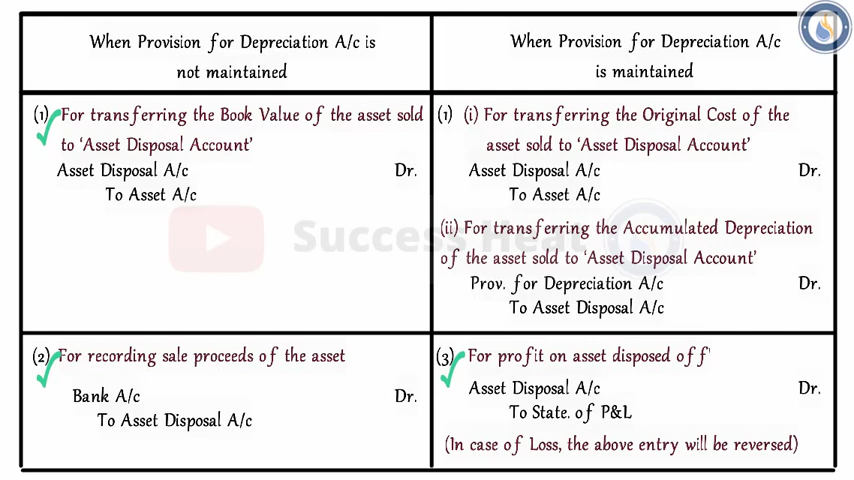 When Provision for Depreciation A/c is
not maintained
When Provision for Depreciation A/c
is maintained
(1) For transferring the Book Value of the asset sold
to 'Asset Disposal Account'
Asset Disposal A/c Dr.
To Asset A/c
(1) (i) For transferring the Original Cost of the
asset sold to 'Asset Disposal Account'
Asset Disposal A/c Dr.
To Asset A/c
(ii) For transferring the Accumulated Depreciation
of the asset sold to 'Asset Disposal Account'
Prov. for Depreciation A/c Dr.
To Asset Disposal A/c
Success Heat
(2) For recording sale proceeds of the asset
Bank A/c Dr.
To Asset Disposal A/c
(3) For profit on asset disposed off'
Asset Disposal A/c Dr.
To State. of P&L
(In case of Loss, the above entry will be reversed)